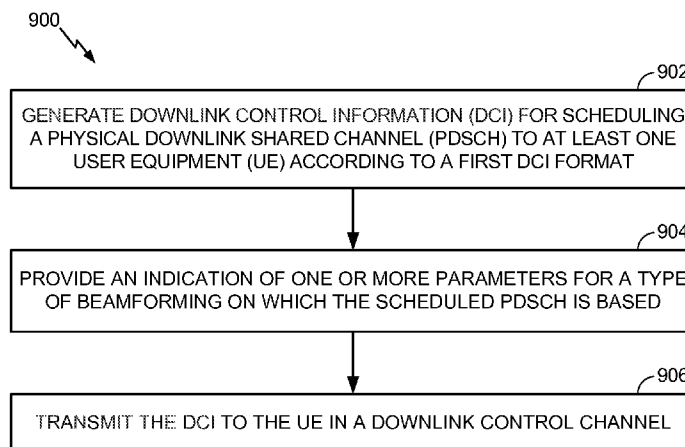 900
902
GENERATE DOWNLINK CONTROL INFORMATION (DCI) FOR SCHEDULING
A PHYSICAL DOWNLINK SHARED CHANNEL (PDSCH) TO AT LEAST ONE
USER EQUIPMENT (UE) ACCORDING TO A FIRST DCI FORMAT
904
PROVIDE AN INDICATION OF ONE OR MORE PARAMETERS FOR A TYPE
OF BEAMFORMING ON WHICH THE SCHEDULED PDSCH IS BASED
906
TRANSMIT THE DCI TO THE UE IN A DOWNLINK CONTROL CHANNEL